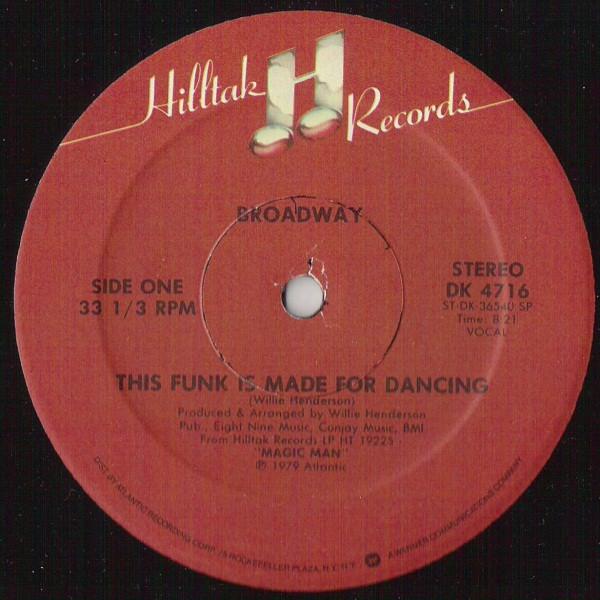 Hilltak
Records
BROADWAY
SIDE ONE
33 1/3 RPM
STEREO
DK 4716
ST-DK-36540 SP
Time: 8:21
VOCAL
THIS FUNK IS MADE FOR DANCING
(Willie Henderson)
Produced & Arranged by Willie Henderson
Pub., Eight Nine Music, Conjay Music, BMI
From Hilltak Records LP HT 19225 -
"MAGIC MAN"
℗ 1979 Atlantic
DIST. BY ATLANTIC RECORDING CORP., 75 ROCKEFELLER PLAZA, N.Y., N.Y. A WARNER COMMUNICATIONS COMPANY